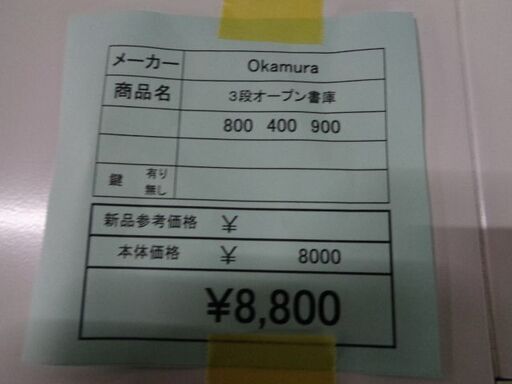 メーカー Okamura
商品名 3段オープン書庫
800 400 900
鍵 有り 無し
新品参考価格 ¥
本体価格 ¥ 8000
¥8,800